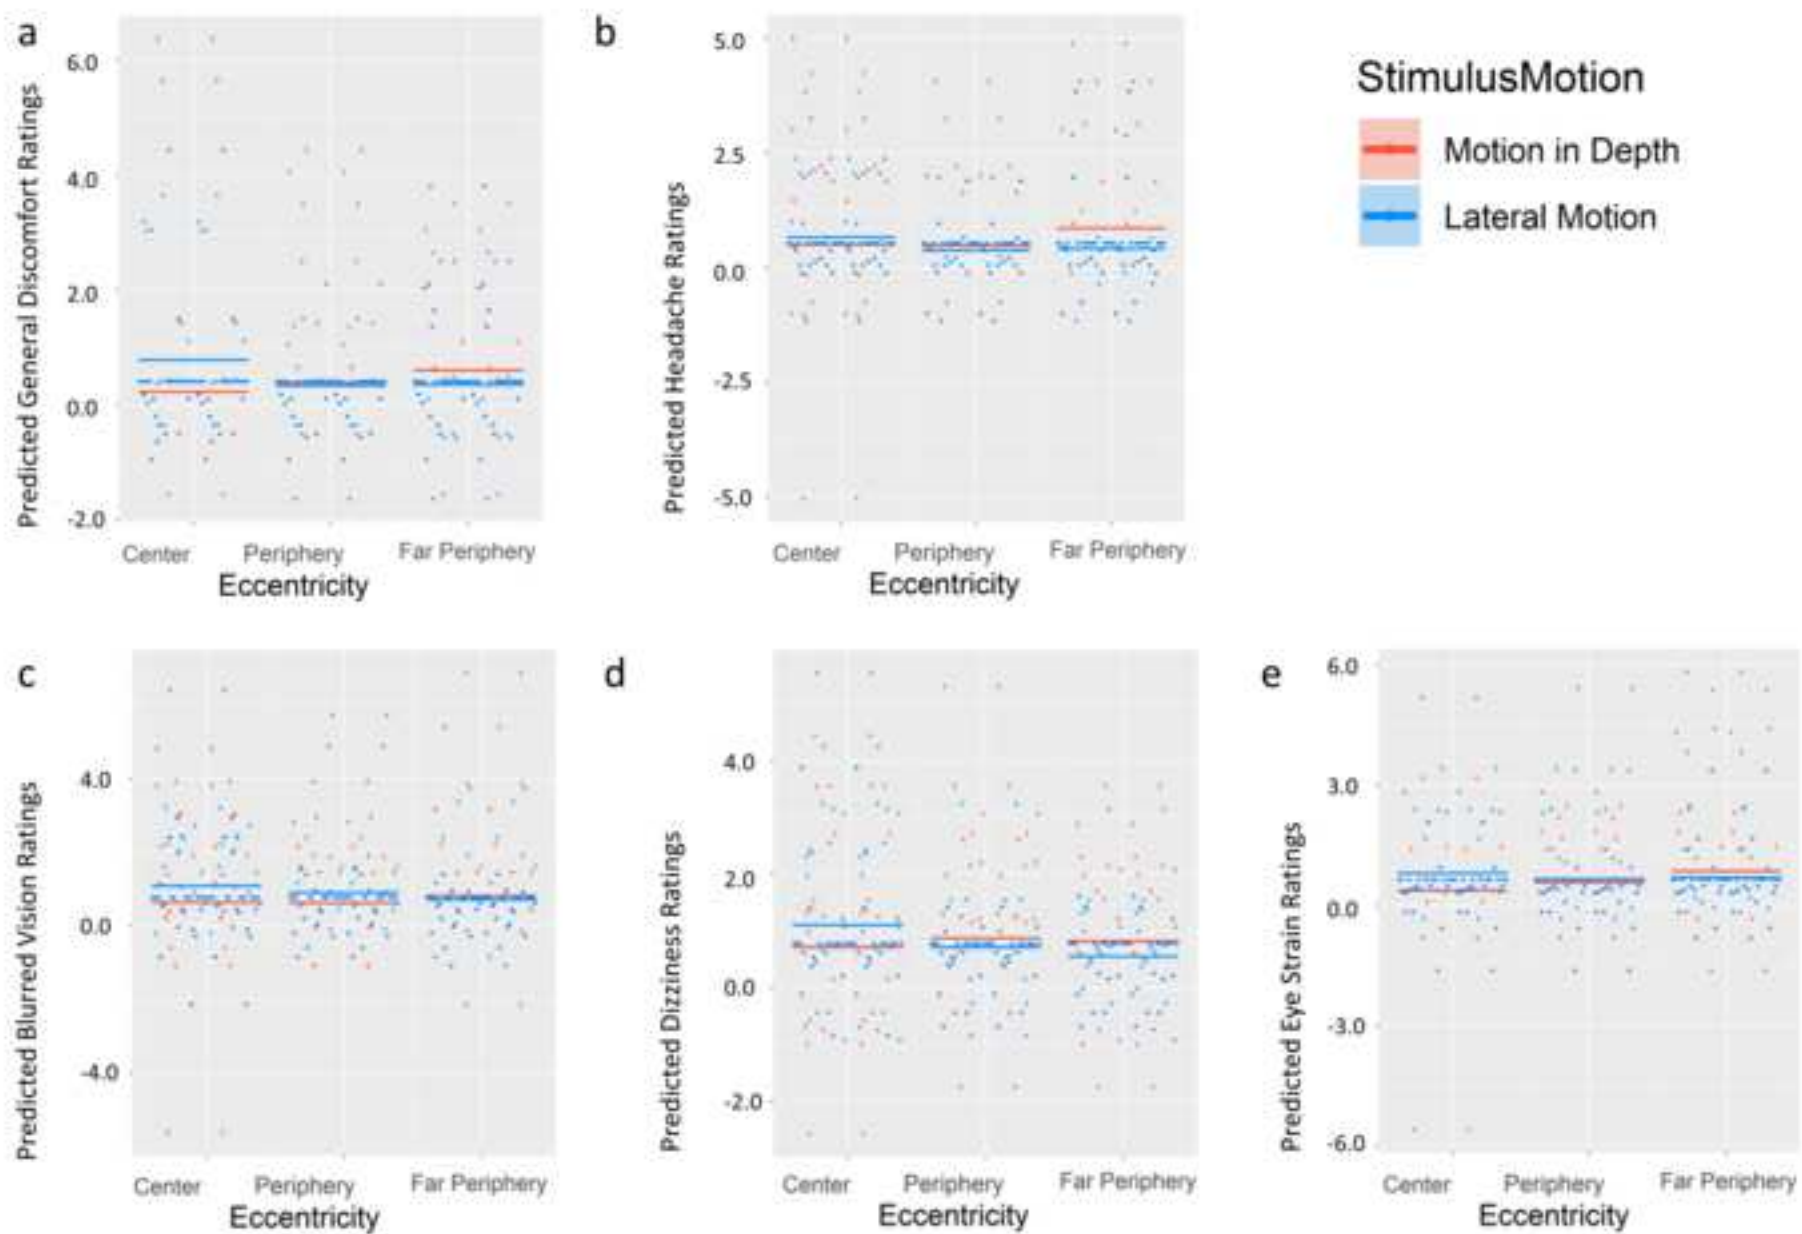 a
Predicted General Discomfort Ratings
6.0
4.0
2.0
0.0
-2.0
Center Periphery Far Periphery
Eccentricity
b
Predicted Headache Ratings
5.0
2.5
0.0
-2.5
-5.0
Center Periphery Far Periphery
Eccentricity
StimulusMotion
Motion in Depth
Lateral Motion
c
Predicted Blurred Vision Ratings
4.0
0.0
-4.0
Center Periphery Far Periphery
Eccentricity
d
Predicted Dizziness Ratings
4.0
2.0
0.0
-2.0
Center Periphery Far Periphery
Eccentricity
e
Predicted Eye Strain Ratings
6.0
3.0
0.0
-3.0
-6.0
Center Periphery Far Periphery
Eccentricity